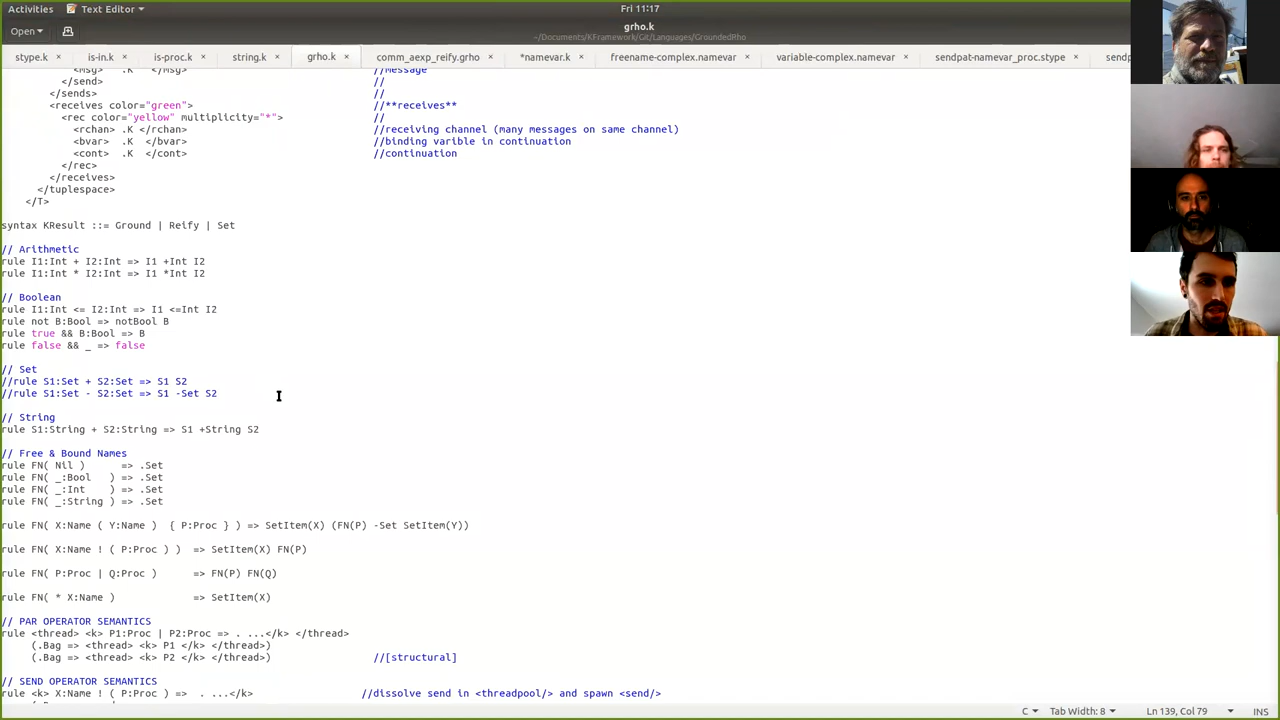 Activities Text Editor Fri 11:17
Open grho.k
~/Documents/KFramework/Git/Languages/GroundedRho
stype.k × is-in.k × is-proc.k × string.k × grho.k × comm_aexp_reify.grho × *namevar.k × freename-complex.namevar × variable-complex.namevar × sendpat-namevar_proc.stype × sendp
<msg> .K </msg> //Message
</send> //
</sends> //
<receives color="green"> //**receives**
<rec color="yellow" multiplicity="*"> //
<rchan> .K </rchan> //receiving channel (many messages on same channel)
<bvar> .K </bvar> //binding varible in continuation
<cont> .K </cont> //continuation
</rec>
</receives>
</tuplespace>
</T>
syntax KResult ::= Ground | Reify | Set
// Arithmetic
rule I1:Int + I2:Int => I1 +Int I2
rule I1:Int * I2:Int => I1 *Int I2
// Boolean
rule I1:Int <= I2:Int => I1 <=Int I2
rule not B:Bool => notBool B
rule true && B:Bool => B
rule false && _ => false
// Set
//rule S1:Set + S2:Set => S1 S2
//rule S1:Set - S2:Set => S1 -Set S2
// String
rule S1:String + S2:String => S1 +String S2
// Free & Bound Names
rule FN( Nil ) => .Set
rule FN( _:Bool ) => .Set
rule FN( _:Int ) => .Set
rule FN( _:String ) => .Set
rule FN( X:Name ( Y:Name ) { P:Proc } ) => SetItem(X) (FN(P) -Set SetItem(Y))
rule FN( X:Name ! ( P:Proc ) ) => SetItem(X) FN(P)
rule FN( P:Proc | Q:Proc ) => FN(P) FN(Q)
rule FN( * X:Name ) => SetItem(X)
// PAR OPERATOR SEMANTICS
rule <thread> <k> P1:Proc | P2:Proc => . ...</k> </thread>
(.Bag => <thread> <k> P1 </k> </thread>)
(.Bag => <thread> <k> P2 </k> </thread>) //[structural]
// SEND OPERATOR SEMANTICS
rule <k> X:Name ! ( P:Proc ) => . ...</k> //dissolve send in <threadpool/> and spawn <send/>
C Tab Width: 8 Ln 139, Col 79 INS